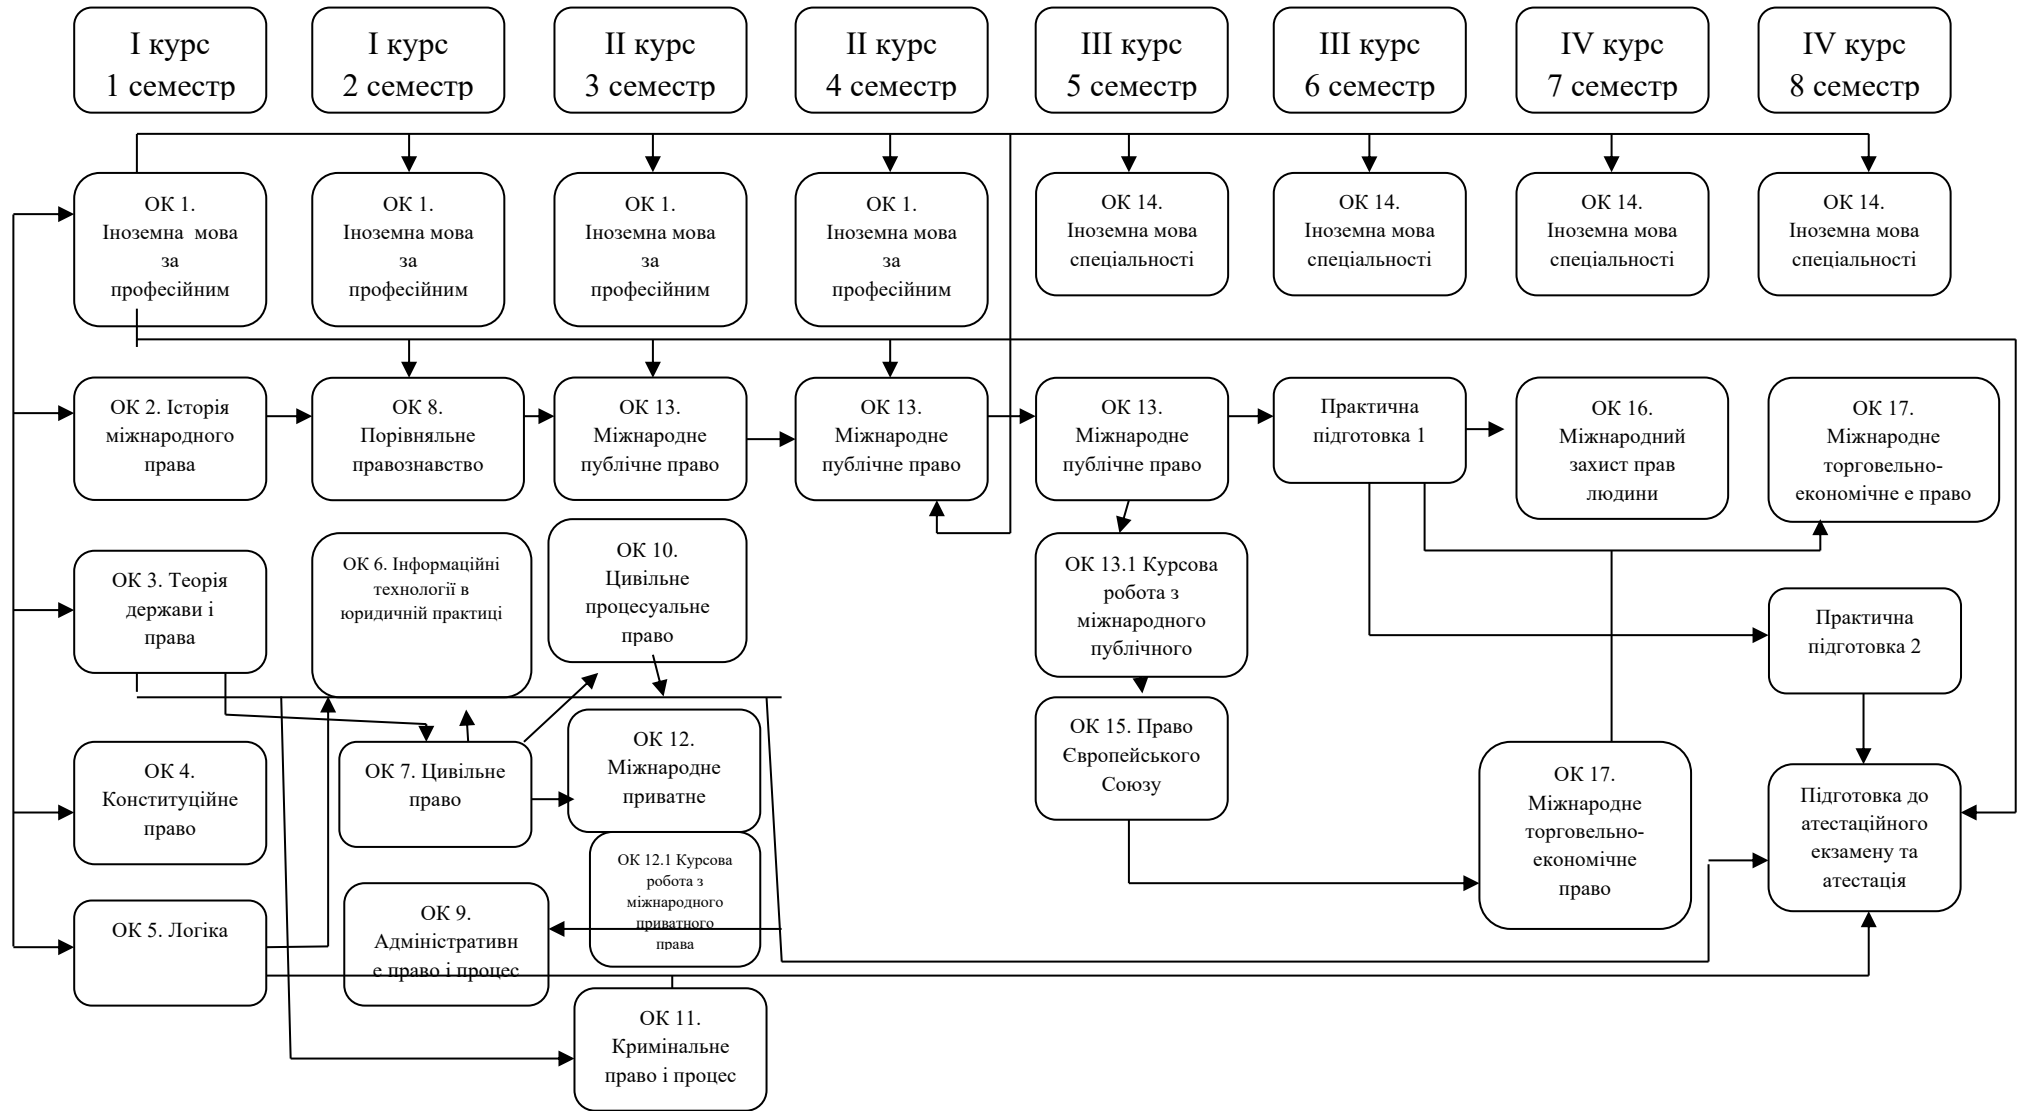 І курс
1 семестр
І курс
2 семестр
ІІ курс
3 семестр
ІІ курс
4 семестр
ІІІ курс
5 семестр
ІІІ курс
6 семестр
IV курс
7 семестр
IV курс
8 семестр
ОК 1.
Іноземна мова
за
професійним
ОК 1.
Іноземна мова
за
професійним
ОК 1.
Іноземна мова
за
професійним
ОК 1.
Іноземна мова
за
професійним
ОК 14.
Іноземна мова
спеціальності
ОК 14.
Іноземна мова
спеціальності
ОК 14.
Іноземна мова
спеціальності
ОК 14.
Іноземна мова
спеціальності
ОК 2. Історія
міжнародного
права
ОК 8.
Порівняльне
правознавство
ОК 13.
Міжнародне
публічне право
ОК 13.
Міжнародне
публічне право
ОК 13.
Міжнародне
публічне право
Практична
підготовка 1
ОК 16.
Міжнародний
захист прав
людини
ОК 17.
Міжнародне
торговельно-
економічне е право
ОК 3. Теорія
держави і
права
ОК 6. Інформаційні
технології в
юридичній практиці
ОК 10.
Цивільне
процесуальне
право
ОК 13.1 Курсова
робота з
міжнародного
публічного
Практична
підготовка 2
ОК 4.
Конституційне
право
ОК 7. Цивільне
право
ОК 12.
Міжнародне
приватне
ОК 15. Право
Європейського
Союзу
ОК 17.
Міжнародне
торговельно-
економічне
право
Підготовка до
атестаційного
екзамену та
атестація
ОК 5. Логіка
ОК 9.
Адміністративн
е право і процес
ОК 12.1 Курсова
робота з
міжнародного
приватного
права
ОК 11.
Кримінальне
право і процес